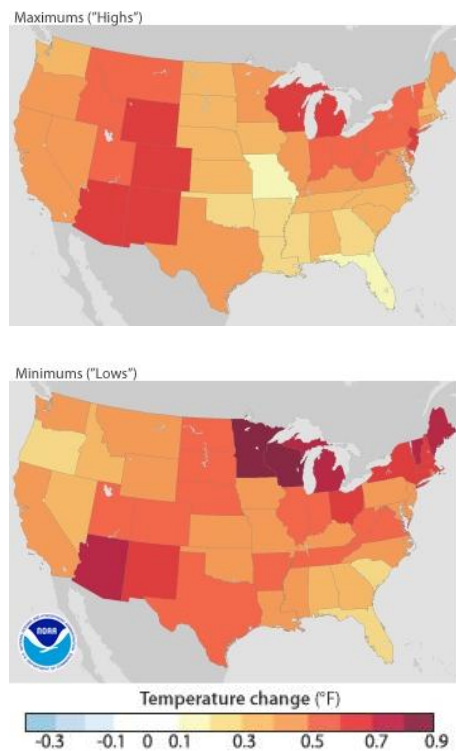 Maximums ("Highs")
Minimums ("Lows")
NOAA
Temperature change (°F)
-0.3 -0.1 0 0.1 0.3 0.5 0.7 0.9